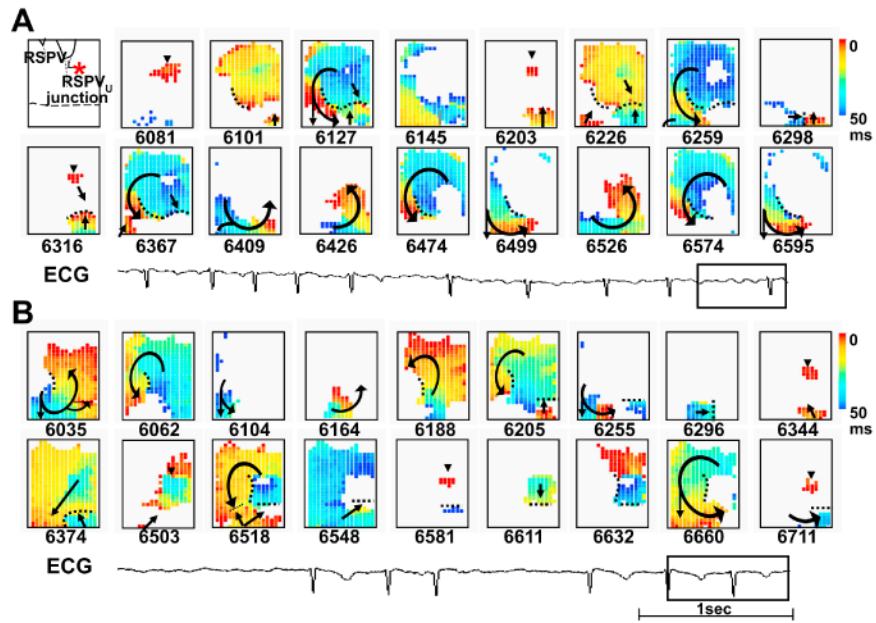 A
RSPV
L
RSPV U
junction
6081 6101 6127 6145 6203 6226 6259 6298
0
50
ms
6316 6367 6409 6426 6474 6499 6526 6574 6595
ECG
B
6035 6062 6104 6164 6188 6205 6255 6296 6344
0
50
ms
6374 6503 6518 6548 6581 6611 6632 6660 6711
ECG
1sec